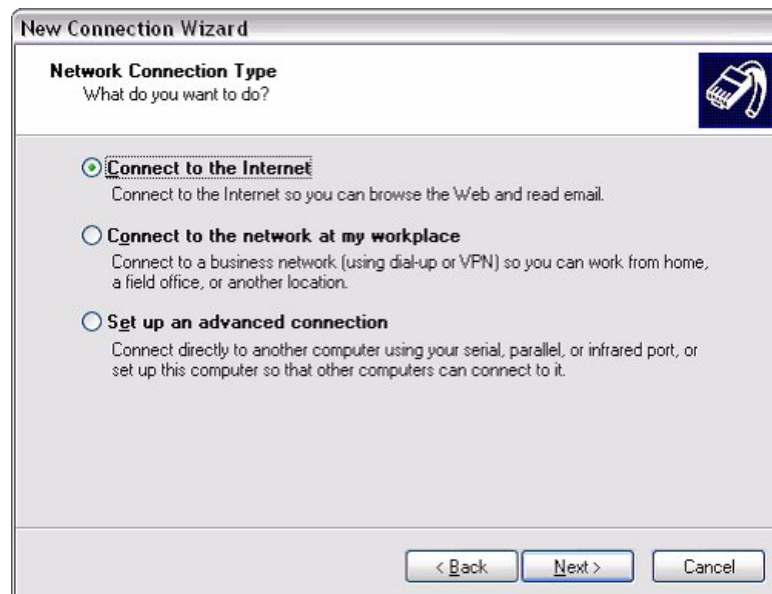 New Connection Wizard
Network Connection Type
What do you want to do?
Connect to the Internet
Connect to the Internet so you can browse the Web and read email.
Connect to the network at my workplace
Connect to a business network (using dial-up or VPN) so you can work from home,
a field office, or another location.
Set up an advanced connection
Connect directly to another computer using your serial, parallel, or infrared port, or
set up this computer so that other computers can connect to it.
< Back Next > Cancel